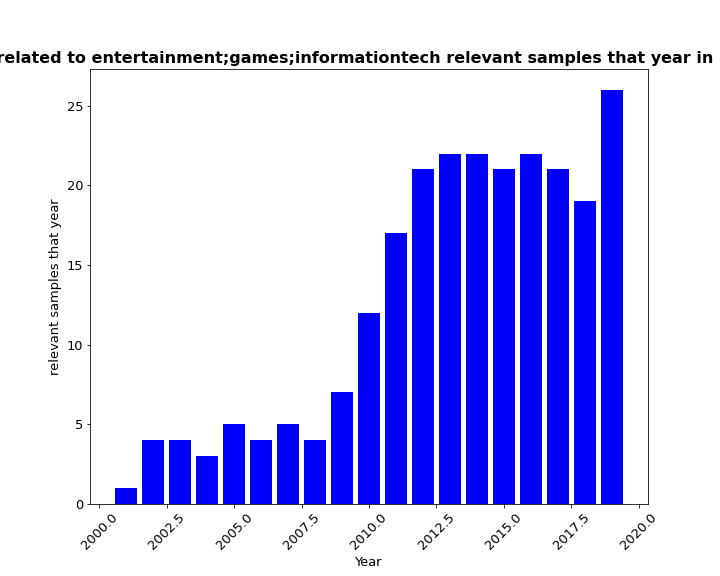 related to entertainment;games;informationtech relevant samples that year in
relevant samples that year
25
20
15
10
5
0
2000.0 2002.5 2005.0 2007.5 2010.0 2012.5 2015.0 2017.5 2020.0
Year